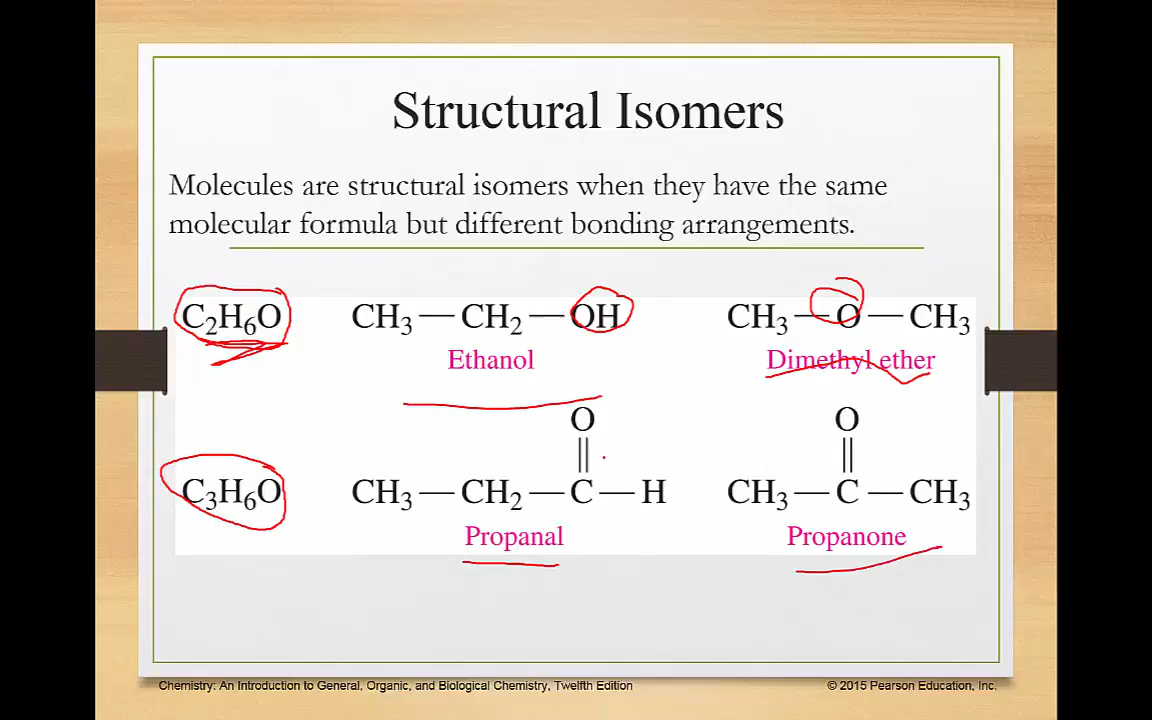 Structural Isomers
Molecules are structural isomers when they have the same
molecular formula but different bonding arrangements.
C₂H₆O CH₃—CH₂—OH CH₃—O—CH₃
Ethanol Dimethyl ether
O O
|| ||
C₃H₆O CH₃—CH₂—C—H CH₃—C—CH₃
Propanal Propanone
Chemistry: An Introduction to General, Organic, and Biological Chemistry, Twelfth Edition © 2015 Pearson Education, Inc.